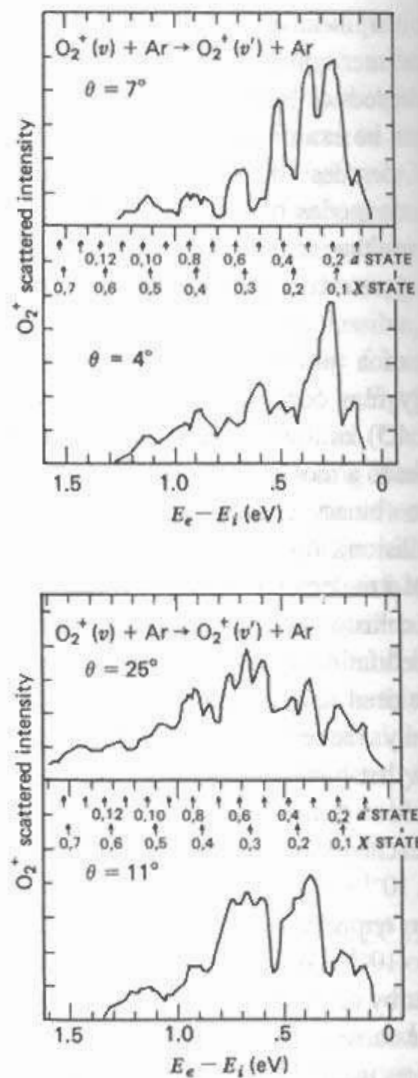 O₂⁺(v) + Ar → O₂⁺(v′) + Ar
θ = 7°
O₂⁺ scattered intensity
0,12 0,10 0,8 0,6 0,4 0,2 a STATE
0,7 0,6 0,5 0,4 0,3 0,2 0,1 X STATE
θ = 4°
1.5 1.0 .5 0
E_e − E_i (eV)
O₂⁺(v) + Ar → O₂⁺(v′) + Ar
θ = 25°
O₂⁺ scattered intensity
0,12 0,10 0,8 0,6 0,4 0,2 a STATE
0,7 0,6 0,5 0,4 0,3 0,2 0,1 X STATE
θ = 11°
1.5 1.0 .5 0
E_e − E_i (eV)